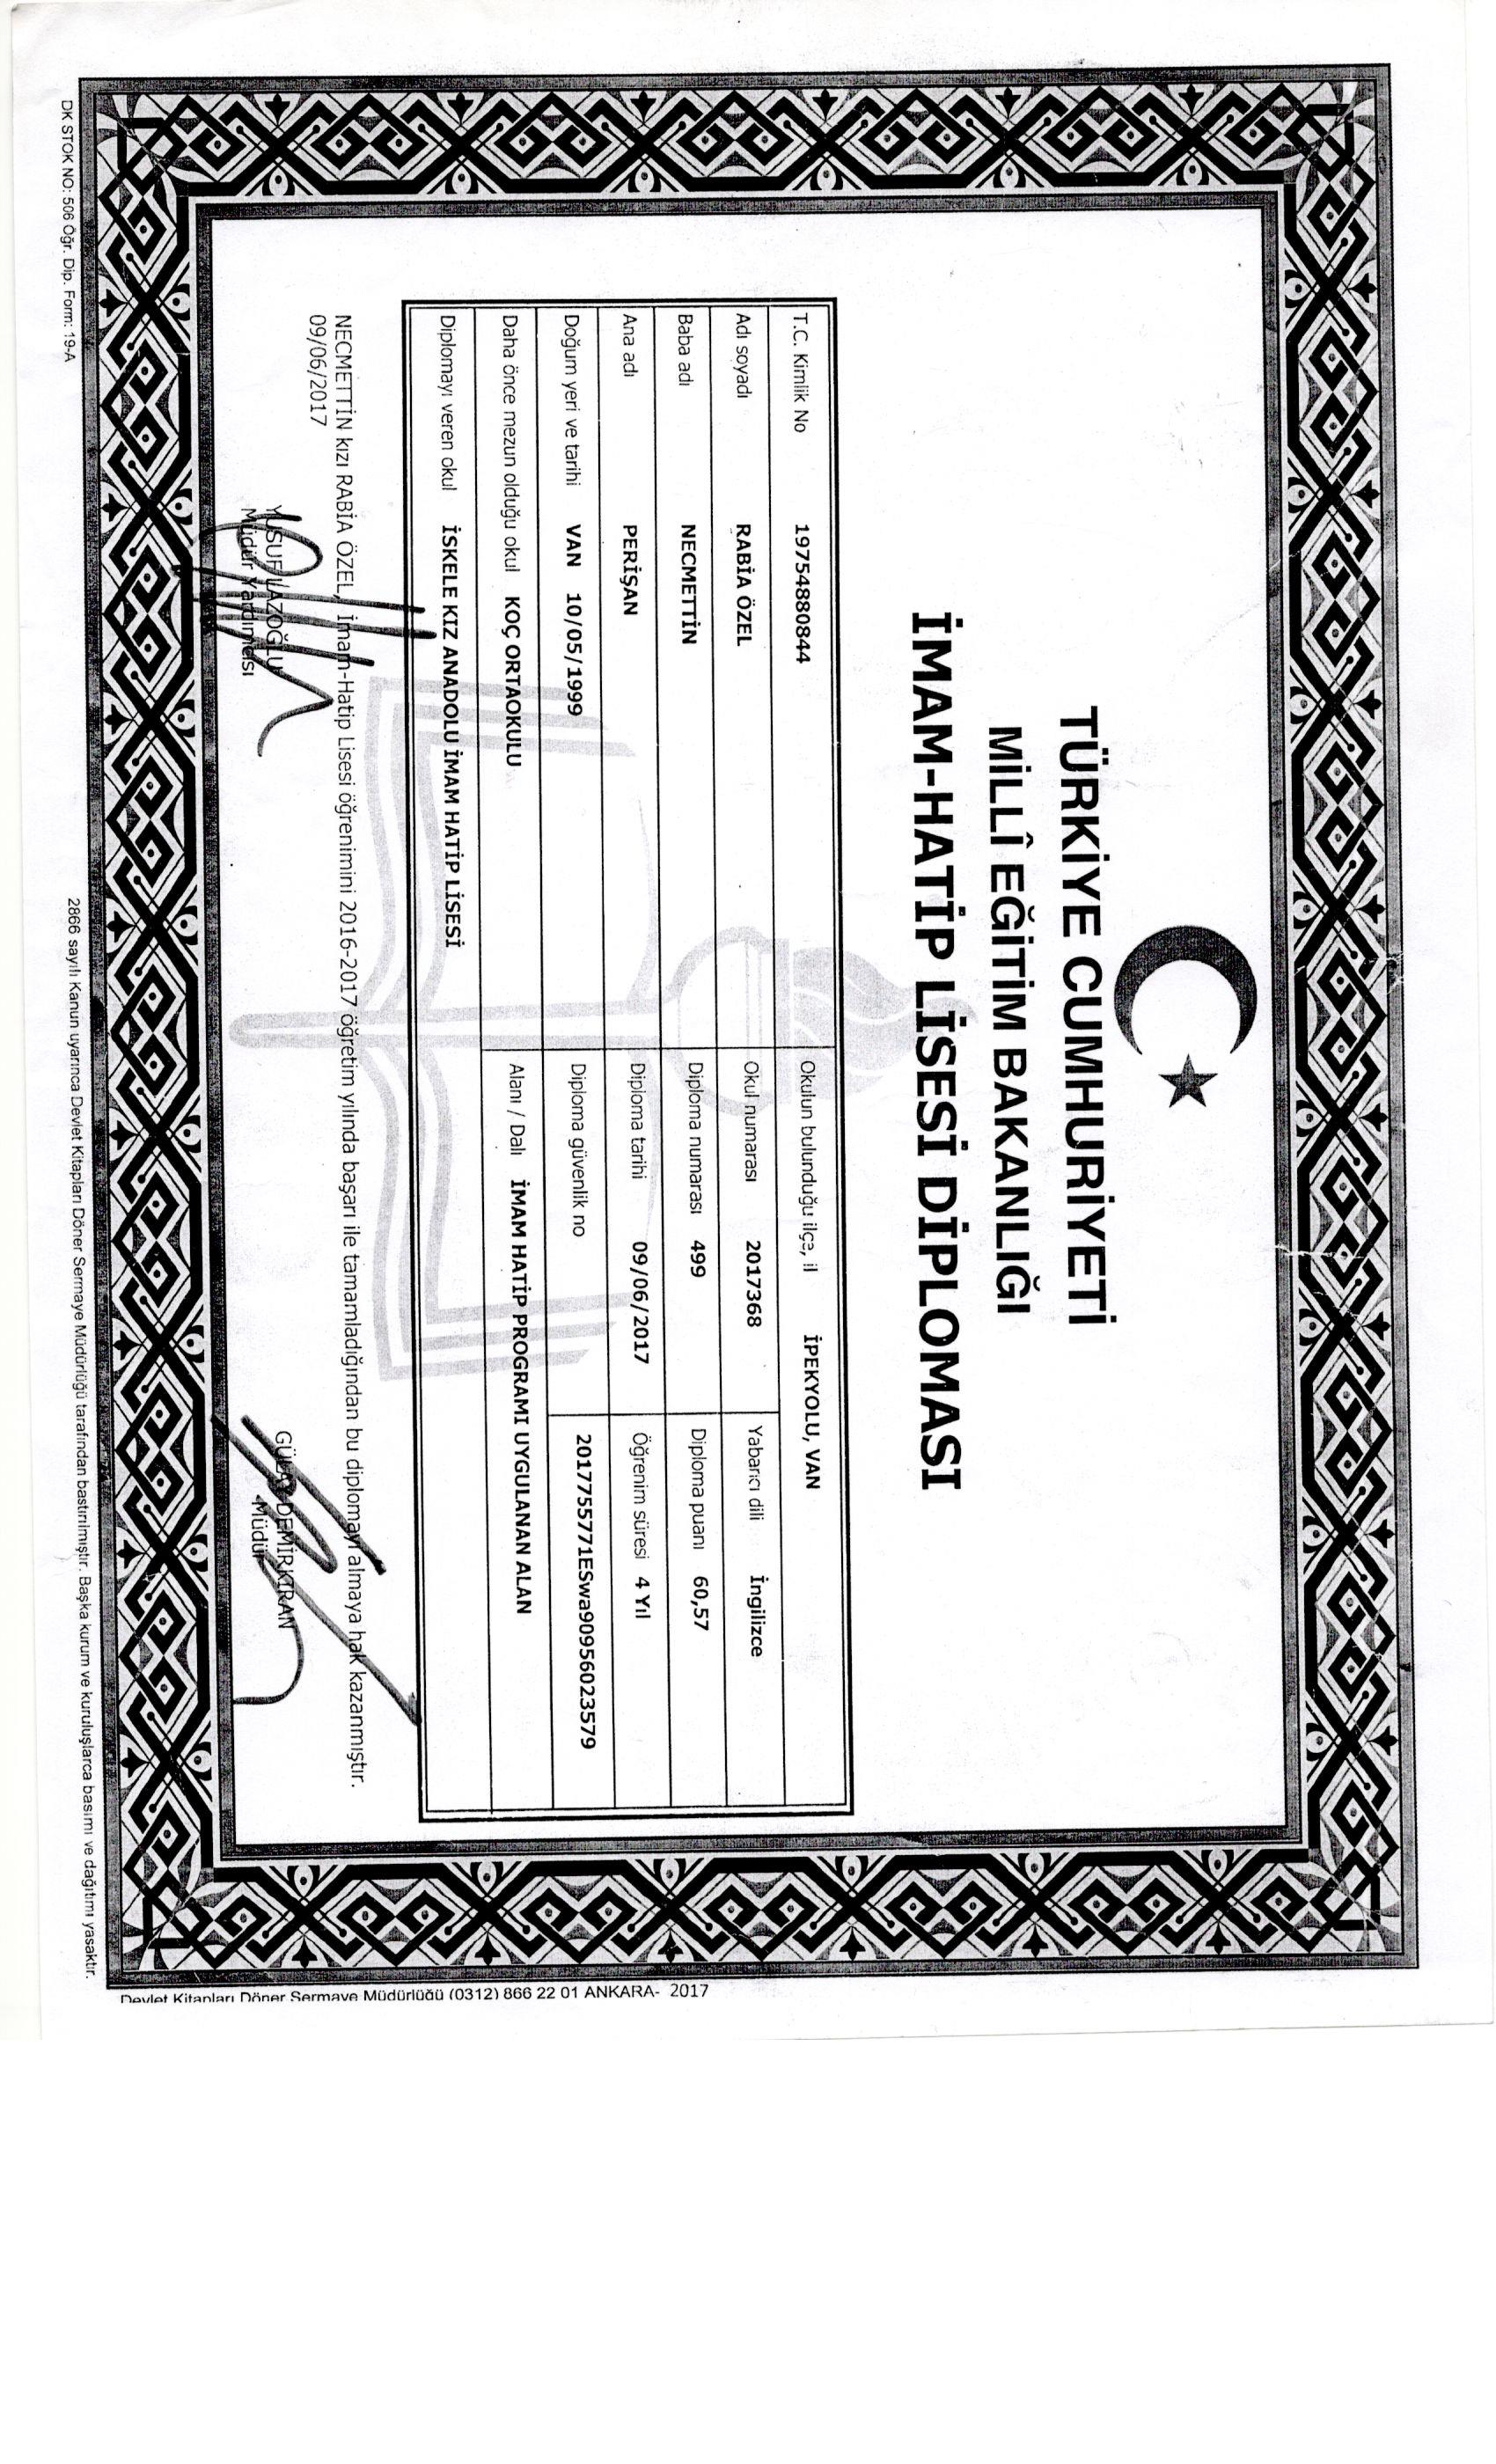 TÜRKİYE CUMHURİYETİ
MİLLÎ EĞİTİM BAKANLIĞI
İMAM-HATİP LİSESİ DİPLOMASI
T.C. Kimlik No 19754880844 Okulun bulunduğu ilçe, il İPEKYOLU, VAN
Adı soyadı RABİA ÖZEL Okul numarası 2017368 Yabancı dili İngilizce
Baba adı NECMETTİN Diploma numarası 499 Diploma puanı 60,57
Ana adı PERİŞAN Diploma tarihi 09/06/2017 Öğrenim süresi 4 Yıl
Doğum yeri ve tarihi VAN 10/05/1999 Diploma güvenlik no 2017755771ESwa90956023579
Daha önce mezun olduğu okul KOÇ ORTAOKULU Alanı / Dalı İMAM HATİP PROGRAMI UYGULANAN ALAN
Diplomayı veren okul İSKELE KIZ ANADOLU İMAM HATİP LİSESİ
NECMETTİN kızı RABİA ÖZEL, İmam-Hatip Lisesi öğrenimini 2016-2017 öğretim yılında başarı ile tamamladığından bu diplomayı almaya hak kazanmıştır.
09/06/2017
YUSUF LAZOĞLU GÜLAY DEMİRKIRAN
Müdür Yardımcısı Müdür
DK STOK NO: 506 Öğr. Dip. Form: 19-A 2866 sayılı Kanun uyarınca Devlet Kitapları Döner Sermaye Müdürlüğü tarafından bastırılmıştır. Başka kurum ve kuruluşlarca basımı ve dağıtımı yasaktır.
Devlet Kitapları Döner Sermaye Müdürlüğü (0312) 866 22 01 ANKARA- 2017